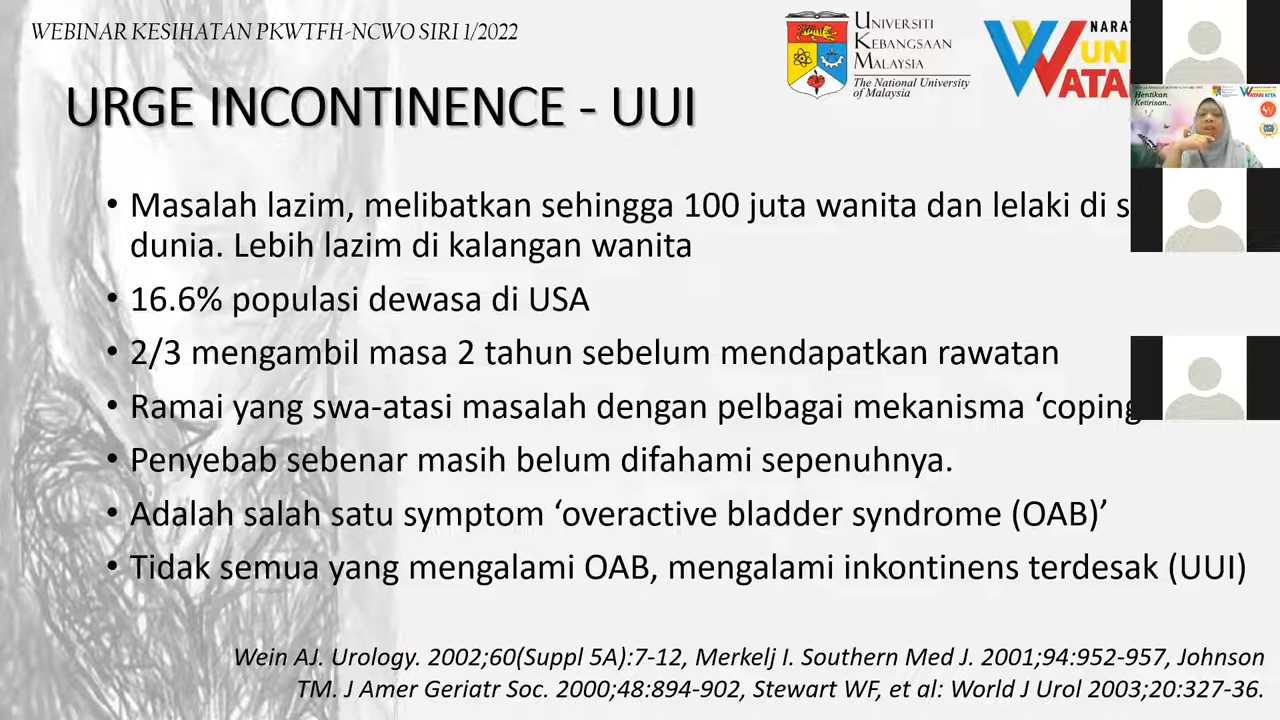 WEBINAR KESIHATAN PKWTFH-NCWO SIRI 1/2022
UNIVERSITI
KEBANGSAAN
MALAYSIA
The National University
of Malaysia
URGE INCONTINENCE - UUI
Hentikan
Ketirisan..
• Masalah lazim, melibatkan sehingga 100 juta wanita dan lelaki di
dunia. Lebih lazim di kalangan wanita
• 16.6% populasi dewasa di USA
• 2/3 mengambil masa 2 tahun sebelum mendapatkan rawatan
• Ramai yang swa-atasi masalah dengan pelbagai mekanisma ‘coping
• Penyebab sebenar masih belum difahami sepenuhnya.
• Adalah salah satu symptom ‘overactive bladder syndrome (OAB)’
• Tidak semua yang mengalami OAB, mengalami inkontinens terdesak (UUI)
Wein AJ. Urology. 2002;60(Suppl 5A):7-12, Merkelj I. Southern Med J. 2001;94:952-957, Johnson
TM. J Amer Geriatr Soc. 2000;48:894-902, Stewart WF, et al: World J Urol 2003;20:327-36.